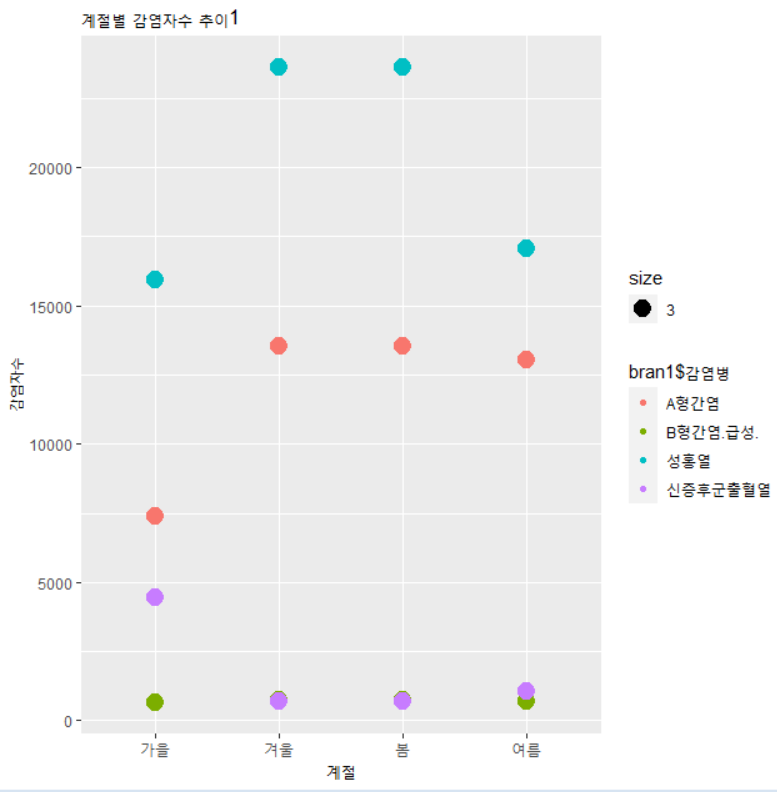 계절별 감염자수 추이1
20000
15000
10000
5000
0
감염자수
가을 겨울 봄 여름
계절
size
3
bran1$감염병
A형간염
B형간염.급성.
성홍열
신증후군출혈열